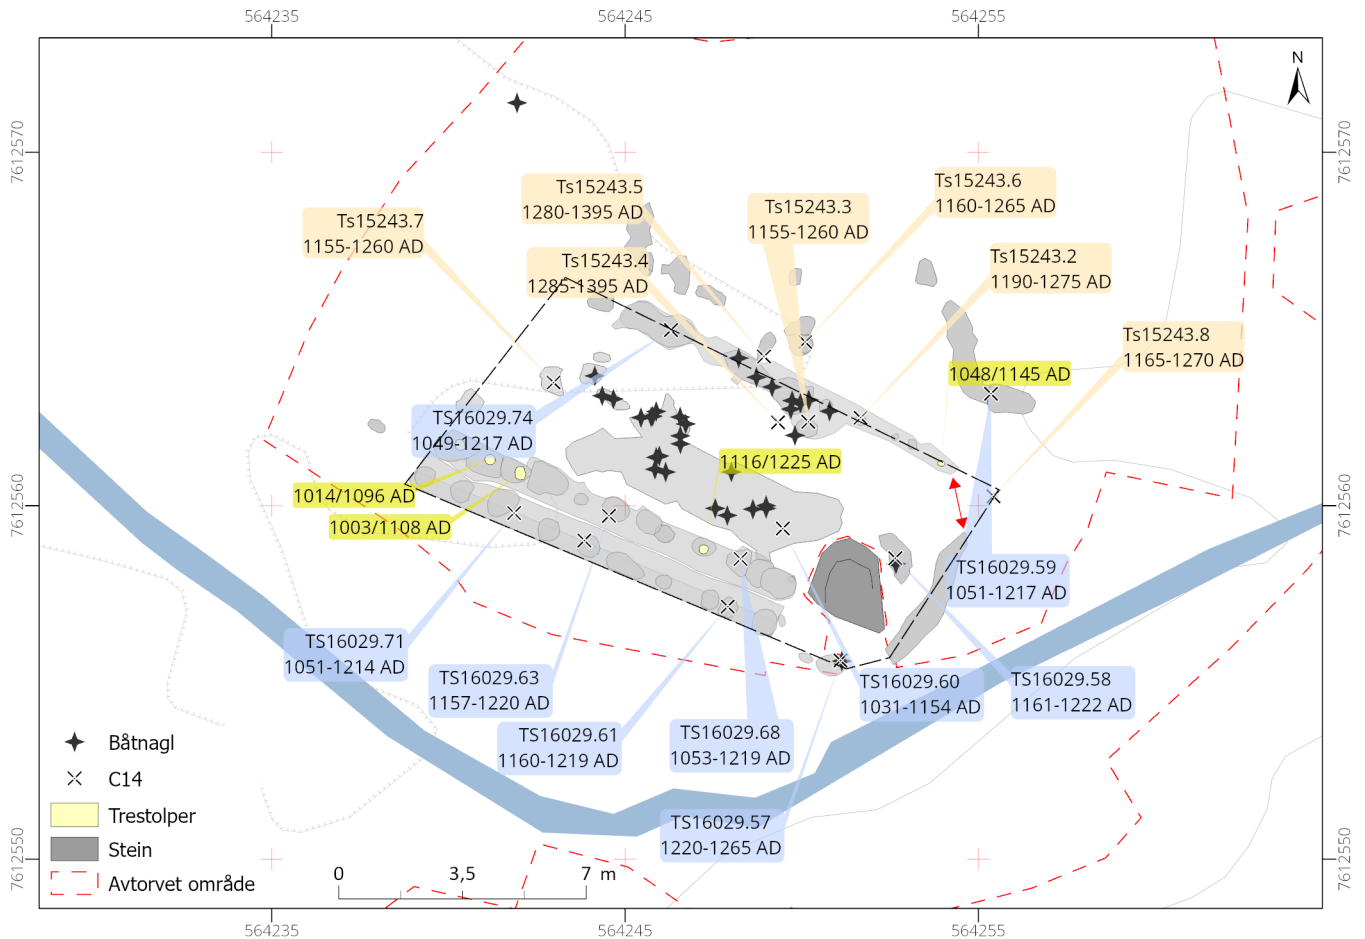 564235
564245
564255
N
7612570
7612570
Ts15243.5
1280-1395 AD
Ts15243.6
1160-1265 AD
Ts15243.3
1155-1260 AD
Ts15243.7
1155-1260 AD
Ts15243.4
1285-1395 AD
Ts15243.2
1190-1275 AD
Ts15243.8
1165-1270 AD
1048/1145 AD
TS16029.74
1049-1217 AD
1116/1225 AD
1014/1096 AD
1003/1108 AD
7612560
7612560
TS16029.59
1051-1217 AD
TS16029.71
1051-1214 AD
TS16029.63
1157-1220 AD
TS16029.60
1031-1154 AD
TS16029.58
1161-1222 AD
TS16029.61
1160-1219 AD
TS16029.68
1053-1219 AD
TS16029.57
1220-1265 AD
Båtnagl
C14
Trestolper
Stein
Avtorvet område
0 3,5 7 m
7612550
7612550
564235
564245
564255